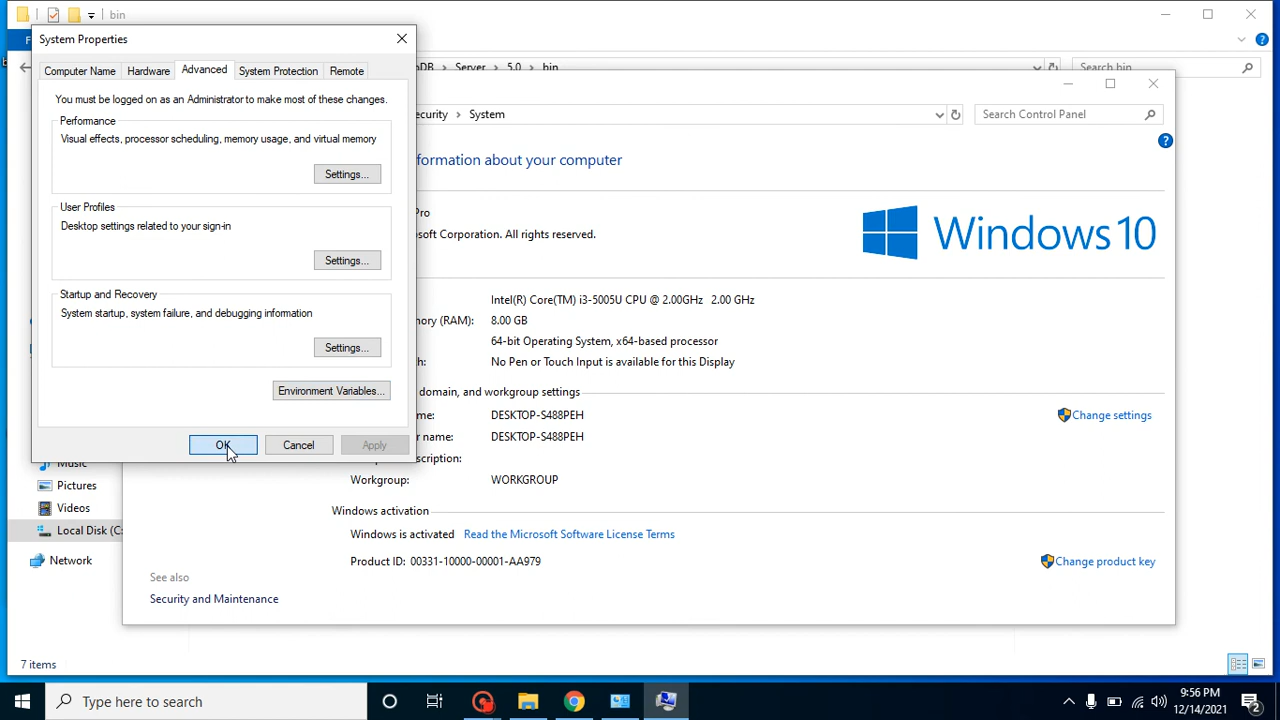 bin
System Properties
Computer Name
Hardware
Advanced
System Protection
Remote
You must be logged on as an Administrator to make most of these changes.
Performance
Visual effects, processor scheduling, memory usage, and virtual memory
Settings...
User Profiles
Desktop settings related to your sign-in
Settings...
Startup and Recovery
System startup, system failure, and debugging information
Settings...
Environment Variables...
OK
Cancel
Apply
DB > Server > 5.0 > bin
Search bin
ecurity > System
Search Control Panel
formation about your computer
Pro
soft Corporation. All rights reserved.
Windows 10
Intel(R) Core(TM) i3-5005U CPU @ 2.00GHz 2.00 GHz
mory (RAM): 8.00 GB
64-bit Operating System, x64-based processor
h: No Pen or Touch Input is available for this Display
domain, and workgroup settings
me: DESKTOP-S488PEH
Change settings
r name: DESKTOP-S488PEH
scription:
Workgroup: WORKGROUP
Windows activation
Windows is activated Read the Microsoft Software License Terms
Product ID: 00331-10000-00001-AA979
Change product key
See also
Security and Maintenance
Music
Pictures
Videos
Local Disk (C:
Network
7 items
Type here to search
9:56 PM
12/14/2021
2